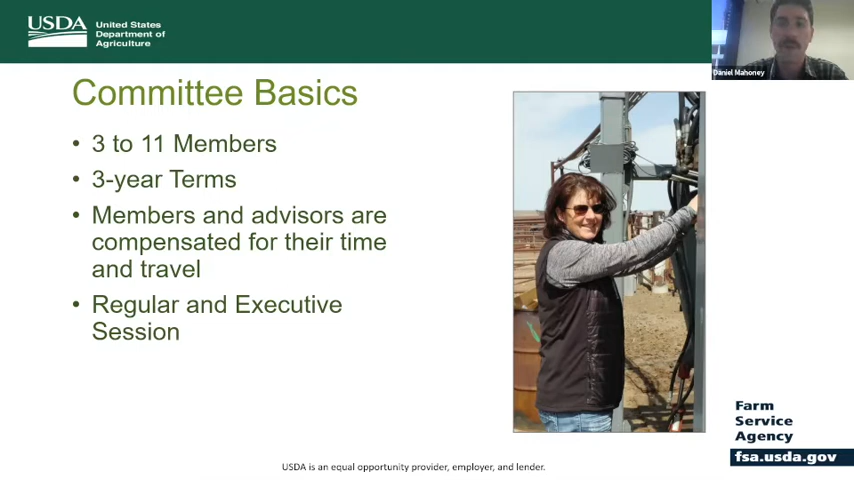 USDA
United States
Department of
Agriculture
Daniel Mahoney
Committee Basics
• 3 to 11 Members
• 3-year Terms
• Members and advisors are
compensated for their time
and travel
• Regular and Executive
Session
Farm
Service
Agency
fsa.usda.gov
USDA is an equal opportunity provider, employer, and lender.